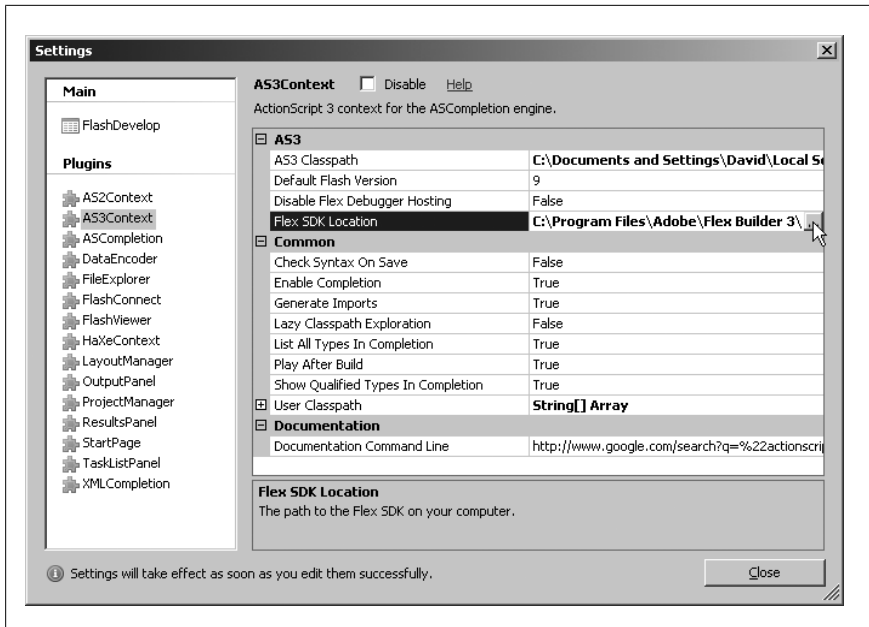 Settings
Main
FlashDevelop
Plugins
AS2Context
AS3Context
ASCompletion
DataEncoder
FileExplorer
FlashConnect
FlashViewer
HaXeContext
LayoutManager
OutputPanel
ProjectManager
ResultsPanel
StartPage
TaskListPanel
XMLCompletion
AS3Context Disable Help
ActionScript 3 context for the ASCompletion engine.
AS3
AS3 Classpath C:\Documents and Settings\David\Local
Default Flash Version 9
Disable Flex Debugger Hosting False
Flex SDK Location C:\Program Files\Adobe\Flex Builder 3\
Common
Check Syntax On Save False
Enable Completion True
Generate Imports True
Lazy Classpath Exploration False
List All Types In Completion True
Play After Build True
Show Qualified Types In Completion True
User Classpath String[] Array
Documentation
Documentation Command Line http://www.google.com/search?q=%22actionscri
Flex SDK Location
The path to the Flex SDK on your computer.
Settings will take effect as soon as you edit them successfully.
Close